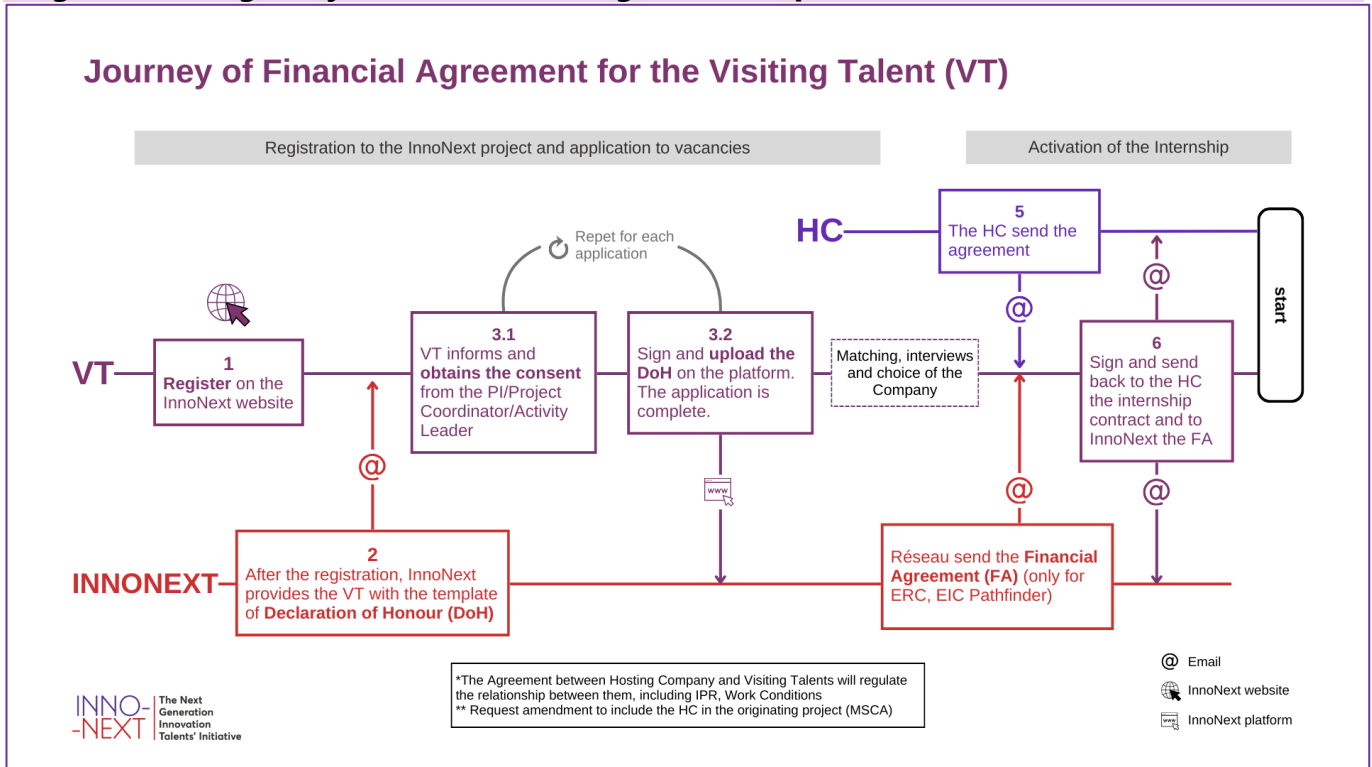 Journey of Financial Agreement for the Visiting Talent (VT)
Registration to the InnoNext project and application to vacancies
Activation of the Internship
HC
5
The HC send the
agreement
start
Repet for each
application
@
@
VT
1
Register on the
InnoNext website
3.1
VT informs and
obtains the consent
from the PI/Project
Coordinator/Activity
Leader
3.2
Sign and upload the
DoH on the platform.
The application is
complete.
Matching, interviews
and choice of the
Company
6
Sign and send
back to the HC
the internship
contract and to
InnoNext the FA
@
www
@
@
INNONEXT
2
After the registration, InnoNext
provides the VT with the template
of Declaration of Honour (DoH)
Réseau send the Financial
Agreement (FA) (only for
ERC, EIC Pathfinder)
*The Agreement between Hosting Company and Visiting Talents will regulate
the relationship between them, including IPR, Work Conditions
** Request amendment to include the HC in the originating project (MSCA)
@ Email
InnoNext website
www InnoNext platform
INNO-
-NEXT
The Next
Generation
Innovation
Talents' Initiative